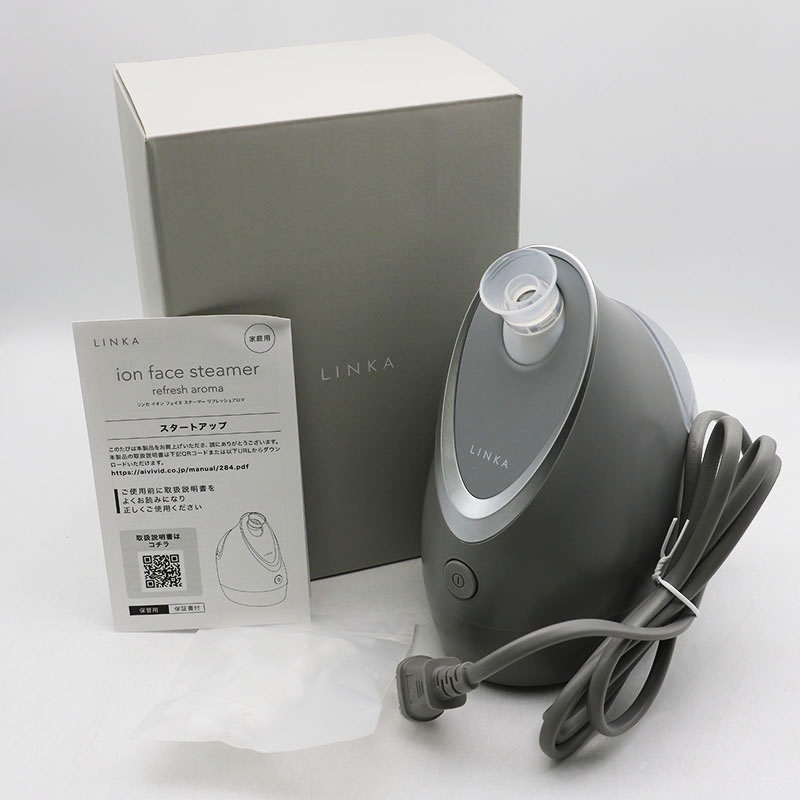 LINKA
家庭用
ion face steamer
refresh aroma
リンカ イオン フェイス スチーマー リフレッシュアロマ
スタートアップ
このたびは本製品をお買上げいただき、誠にありがとうございます。
本製品の取扱説明書は下記QRコードまたは以下URLからダウン
ロードいただけます。
https://aivivid.co.jp/manual/284.pdf
ご使用前に取扱説明書を
よくお読みになり
正しくご使用ください
取扱説明書は
コチラ
保管用
保証書付
LINKA
LINKA